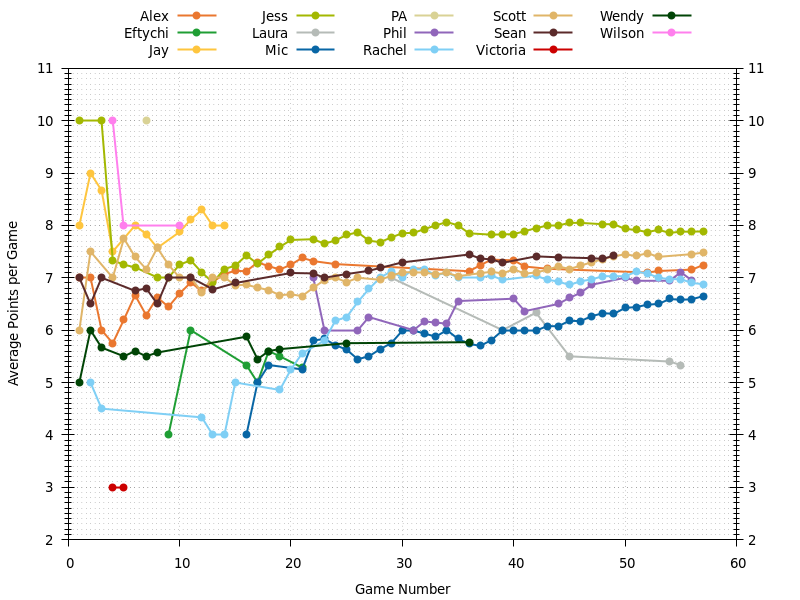 Alex Jess PA Scott Wendy
Eftychi Laura Phil Sean Wilson
Jay Mic Rachel Victoria
11 11
10 10
9 9
8 8
7 7
6 6
5 5
4 4
3 3
2 2
0 10 20 30 40 50 60
Average Points per Game
Game Number